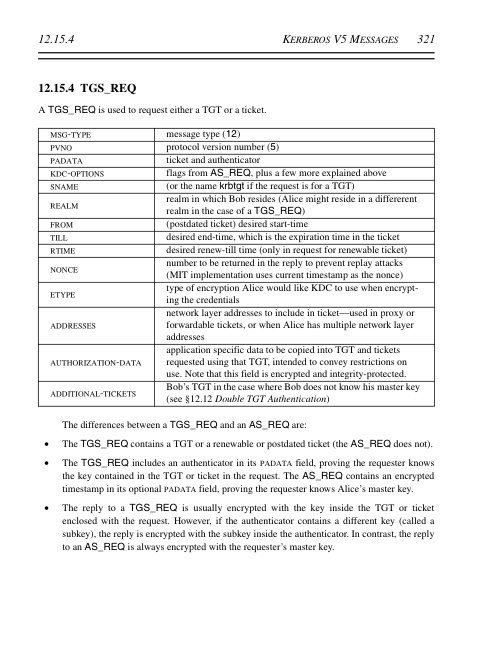 12.15.4 KERBEROS V5 MESSAGES 321
12.15.4 TGS_REQ
A TGS_REQ is used to request either a TGT or a ticket.
MSG-TYPE message type (12)
PVNO protocol version number (5)
PADATA ticket and authenticator
KDC-OPTIONS flags from AS_REQ, plus a few more explained above
SNAME (or the name krbtgt if the request is for a TGT)
REALM realm in which Bob resides (Alice might reside in a differerent
realm in the case of a TGS_REQ)
FROM (postdated ticket) desired start-time
TILL desired end-time, which is the expiration time in the ticket
RTIME desired renew-till time (only in request for renewable ticket)
NONCE number to be returned in the reply to prevent replay attacks
(MIT implementation uses current timestamp as the nonce)
ETYPE type of encryption Alice would like KDC to use when encrypt-
ing the credentials
ADDRESSES network layer addresses to include in ticket—used in proxy or
forwardable tickets, or when Alice has multiple network layer
addresses
AUTHORIZATION-DATA application specific data to be copied into TGT and tickets
requested using that TGT, intended to convey restrictions on
use. Note that this field is encrypted and integrity-protected.
ADDITIONAL-TICKETS Bob's TGT in the case where Bob does not know his master key
(see §12.12 Double TGT Authentication)
The differences between a TGS_REQ and an AS_REQ are:
• The TGS_REQ contains a TGT or a renewable or postdated ticket (the AS_REQ does not).
• The TGS_REQ includes an authenticator in its PADATA field, proving the requester knows
the key contained in the TGT or ticket in the request. The AS_REQ contains an encrypted
timestamp in its optional PADATA field, proving the requester knows Alice's master key.
• The reply to a TGS_REQ is usually encrypted with the key inside the TGT or ticket
enclosed with the request. However, if the authenticator contains a different key (called a
subkey), the reply is encrypted with the subkey inside the authenticator. In contrast, the reply
to an AS_REQ is always encrypted with the requester's master key.